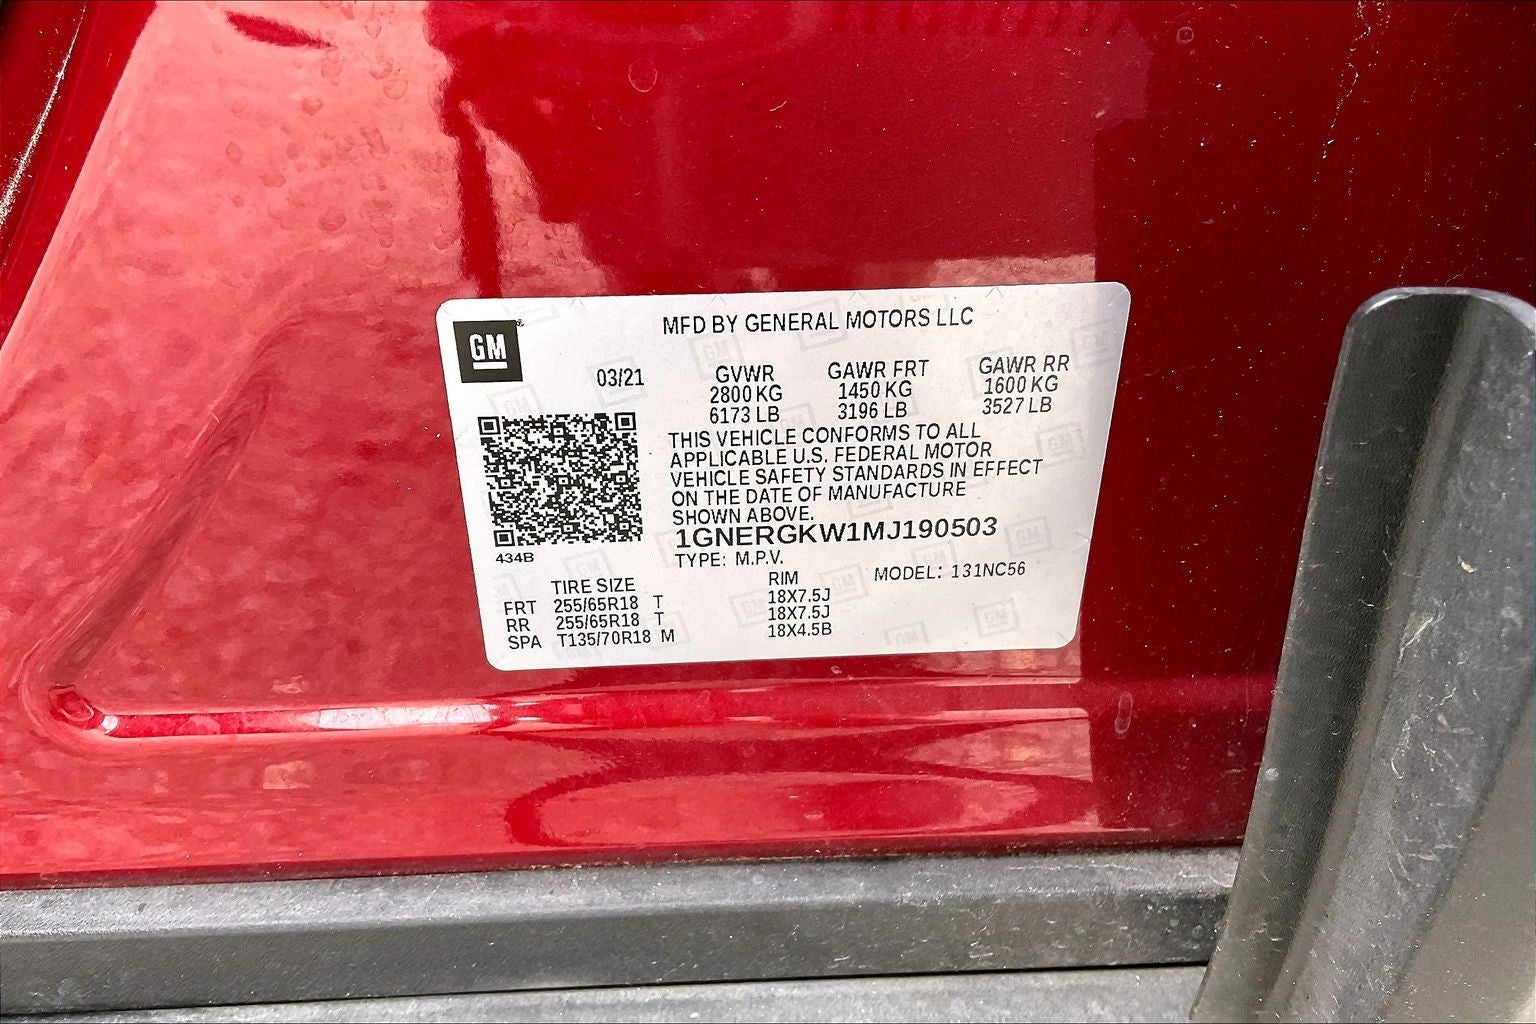 GM
MFD BY GENERAL MOTORS LLC
03/21
GVWR GAWR FRT GAWR RR
2800 KG 1450 KG 1600 KG
6173 LB 3196 LB 3527 LB
THIS VEHICLE CONFORMS TO ALL
APPLICABLE U.S. FEDERAL MOTOR
VEHICLE SAFETY STANDARDS IN EFFECT
ON THE DATE OF MANUFACTURE
SHOWN ABOVE.
1GNERGKW1MJ190503
434B
TYPE: M.P.V.
MODEL: 131NC56
TIRE SIZE RIM
FRT 255/65R18 T 18X7.5J
RR 255/65R18 T 18X7.5J
SPA T135/70R18 M 18X4.5B